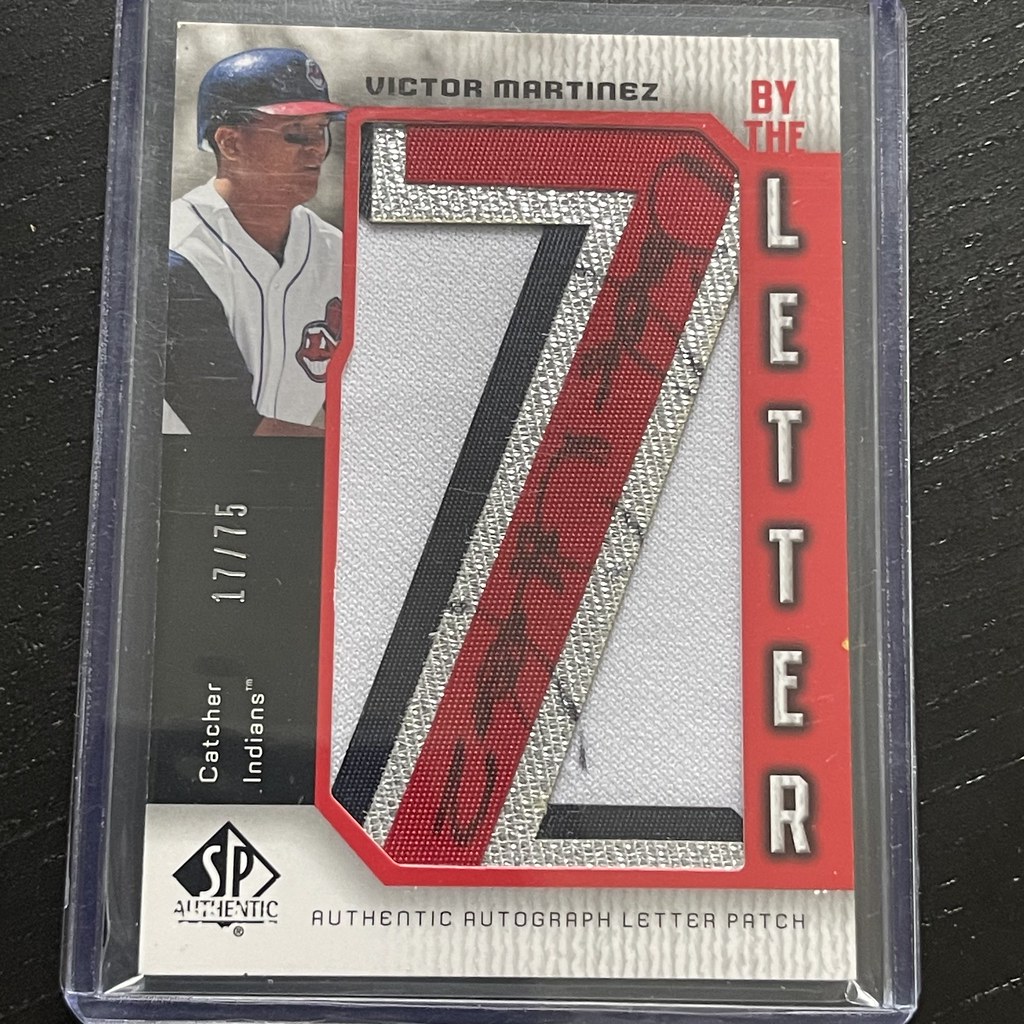 VICTOR MARTINEZ
BY
THE
LETTER
Z
17/75
Catcher
Indians™
SP
AUTHENTIC®
AUTHENTIC AUTOGRAPH LETTER PATCH